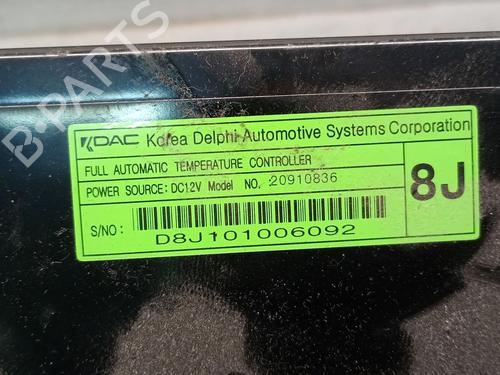 B-PARTS
KDAC Korea Delphi Automotive Systems Corporation
FULL AUTOMATIC TEMPERATURE CONTROLLER
POWER SOURCE: DC12V Model NO. 20910836
8J
S/NO:
D8J101006092